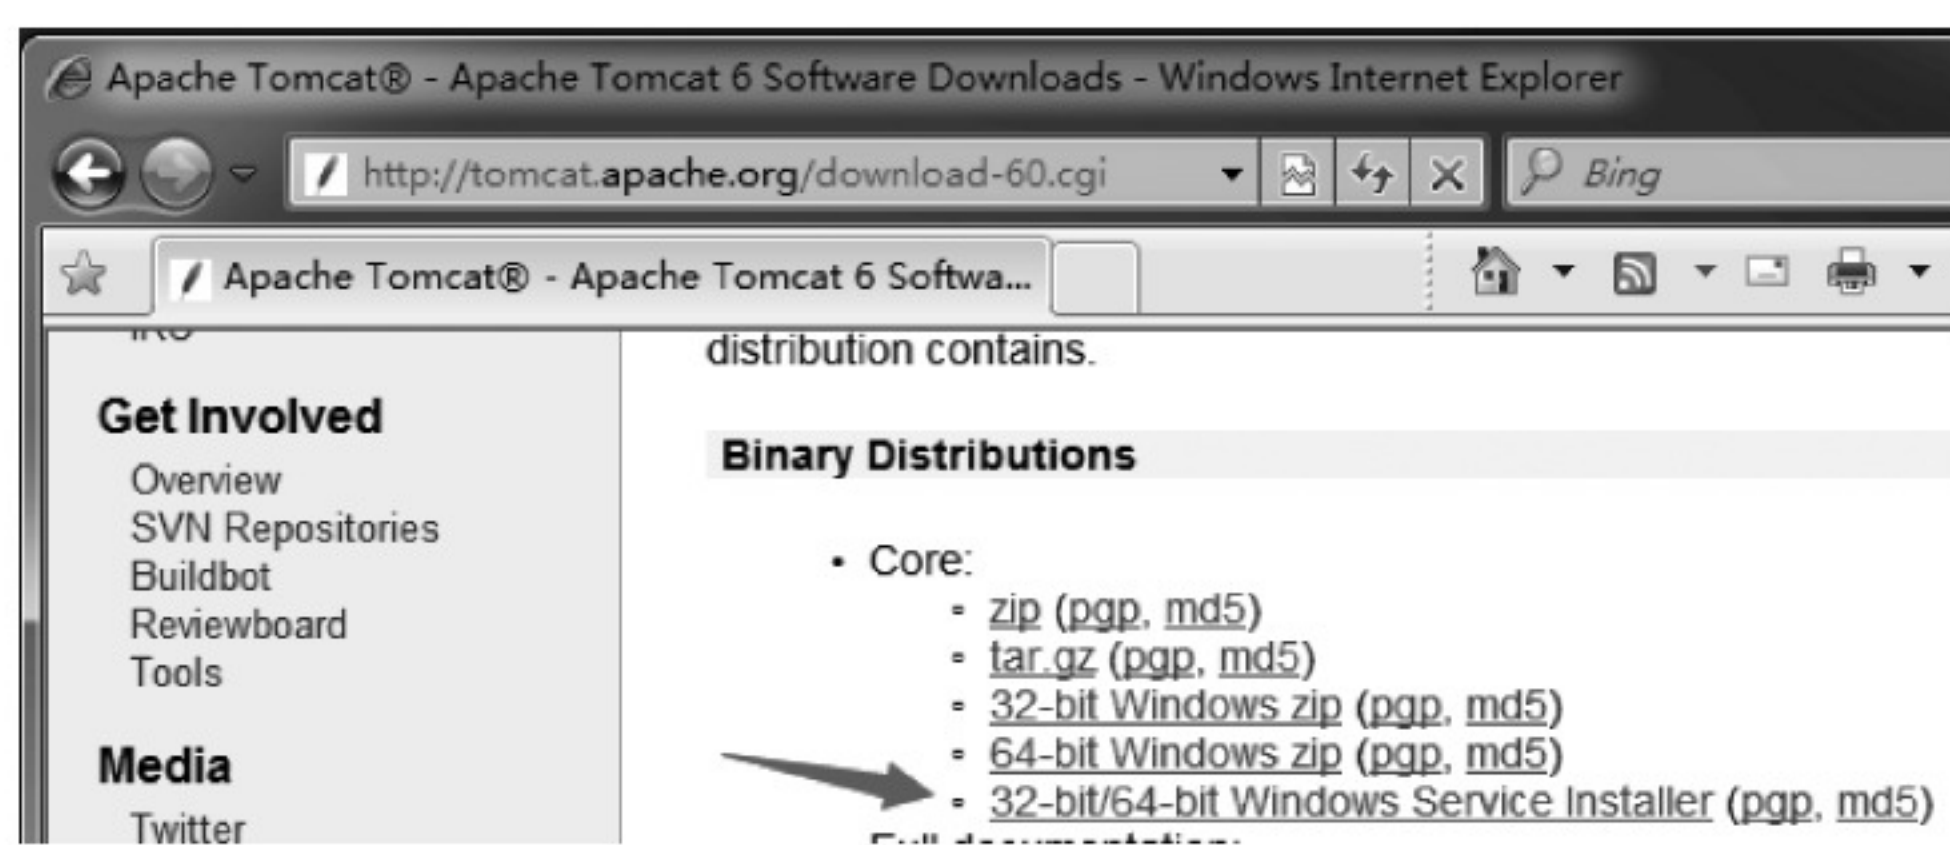 Apache Tomcat® - Apache Tomcat 6 Software Downloads - Windows Internet Explorer
http://tomcat.apache.org/download-60.cgi
Bing
Apache Tomcat® - Apache Tomcat 6 Softwa...
distribution contains.
Get Involved
Overview
SVN Repositories
Buildbot
Reviewboard
Tools
Media
Twitter
Binary Distributions
• Core:
zip (pgp, md5)
tar.gz (pgp, md5)
32-bit Windows zip (pgp, md5)
64-bit Windows zip (pgp, md5)
32-bit/64-bit Windows Service Installer (pgp, md5)
Full documentation: